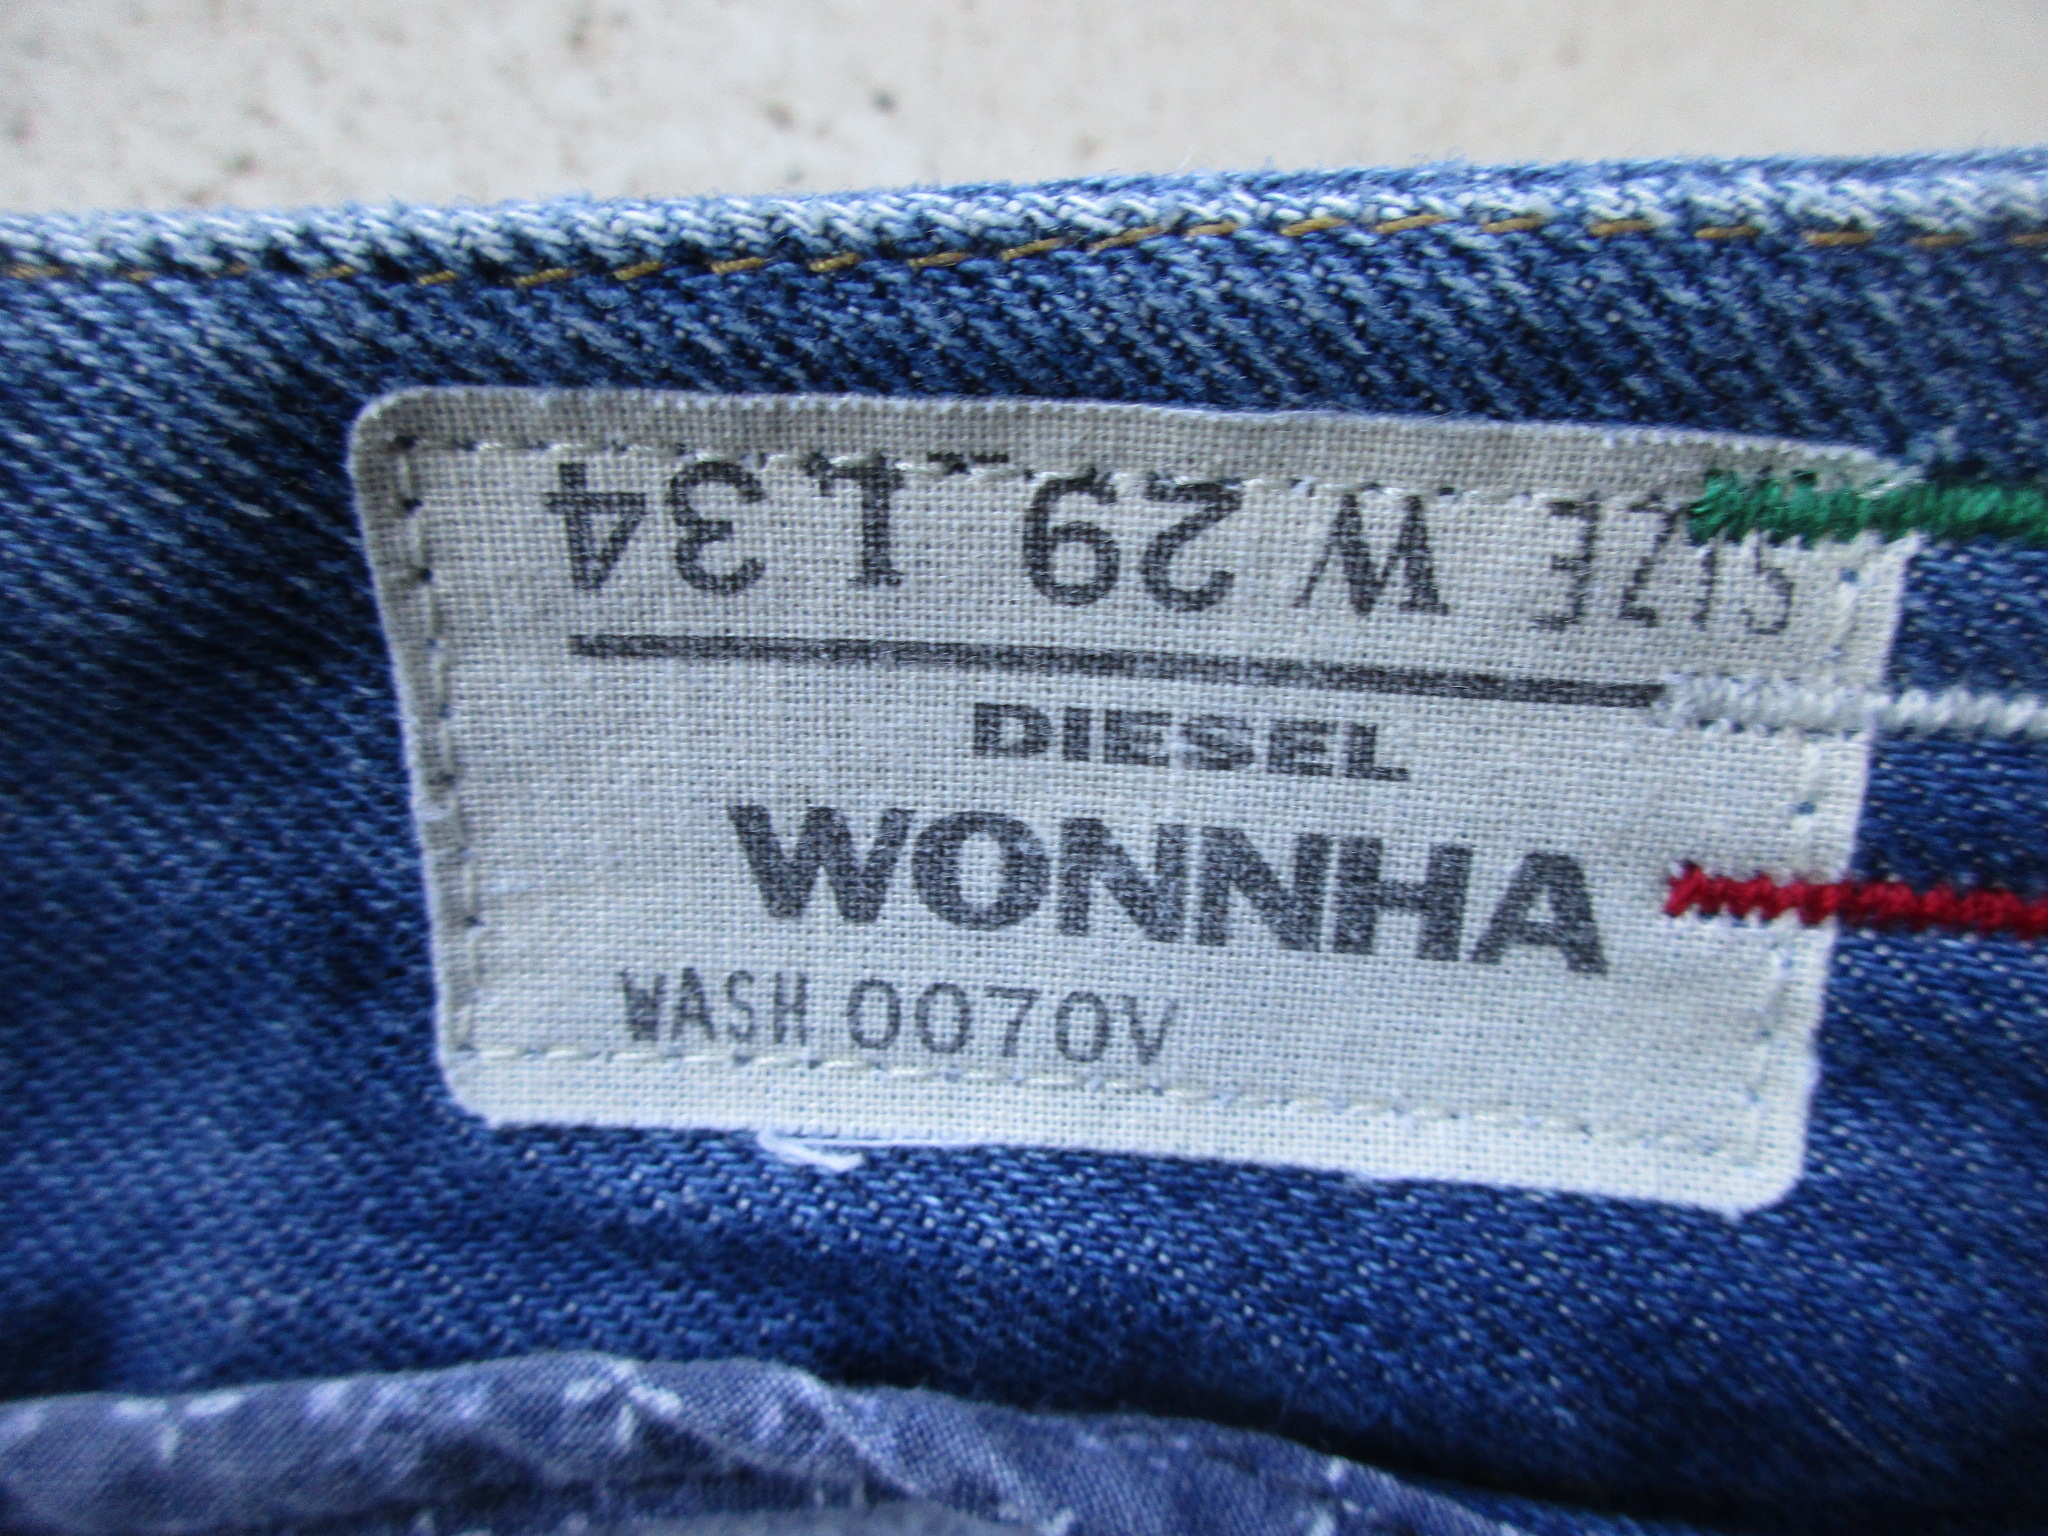 SIZE W 29 L 34
DIESEL
WONNHA
WASH 0070V